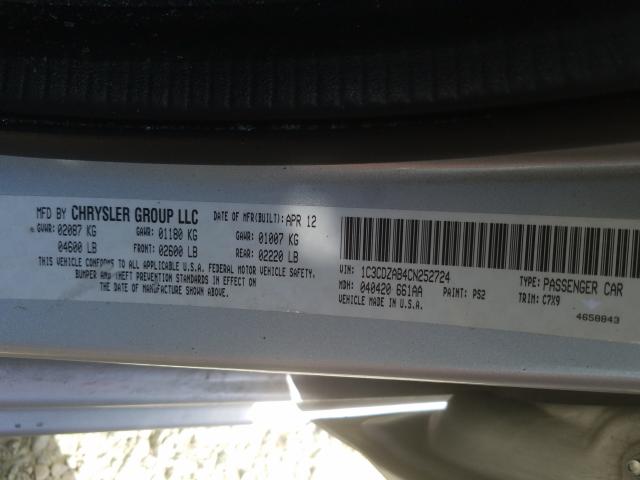 MFD BY CHRYSLER GROUP LLC DATE OF MFR(BUILT): APR 12
GVWR: 02087 KG GAWR: 01180 KG GAWR: 01007 KG
04600 LB FRONT: 02600 LB REAR: 02220 LB
THIS VEHICLE CONFORMS TO ALL APPLICABLE U.S.A. FEDERAL MOTOR VEHICLE SAFETY,
BUMPER AND THEFT PREVENTION STANDARDS IN EFFECT ON
THE DATE OF MANUFACTURE SHOWN ABOVE.
VIN: 1C3CDZAB4CN252724 TYPE: PASSENGER CAR
MDH: 040420 661AA PAINT: PS2 TRIM: C7X9
VEHICLE MADE IN U.S.A. 4658843